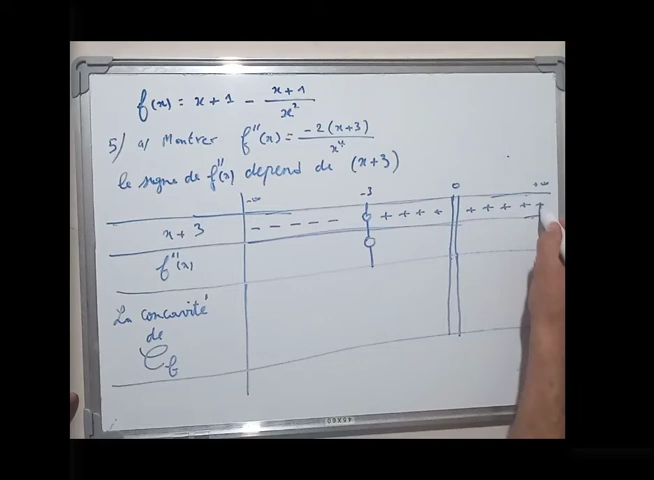 f(x) = x + 1 - (x + 1)/x²
5) a) Montrer f''(x) = -2(x+3)/x⁴
le signe de f''(x) depend de (x+3)
-∞ -3 0 +∞
x + 3 - - - - - + + + + + + + + +
f''(x)
La concavité
de
C_f
45X60